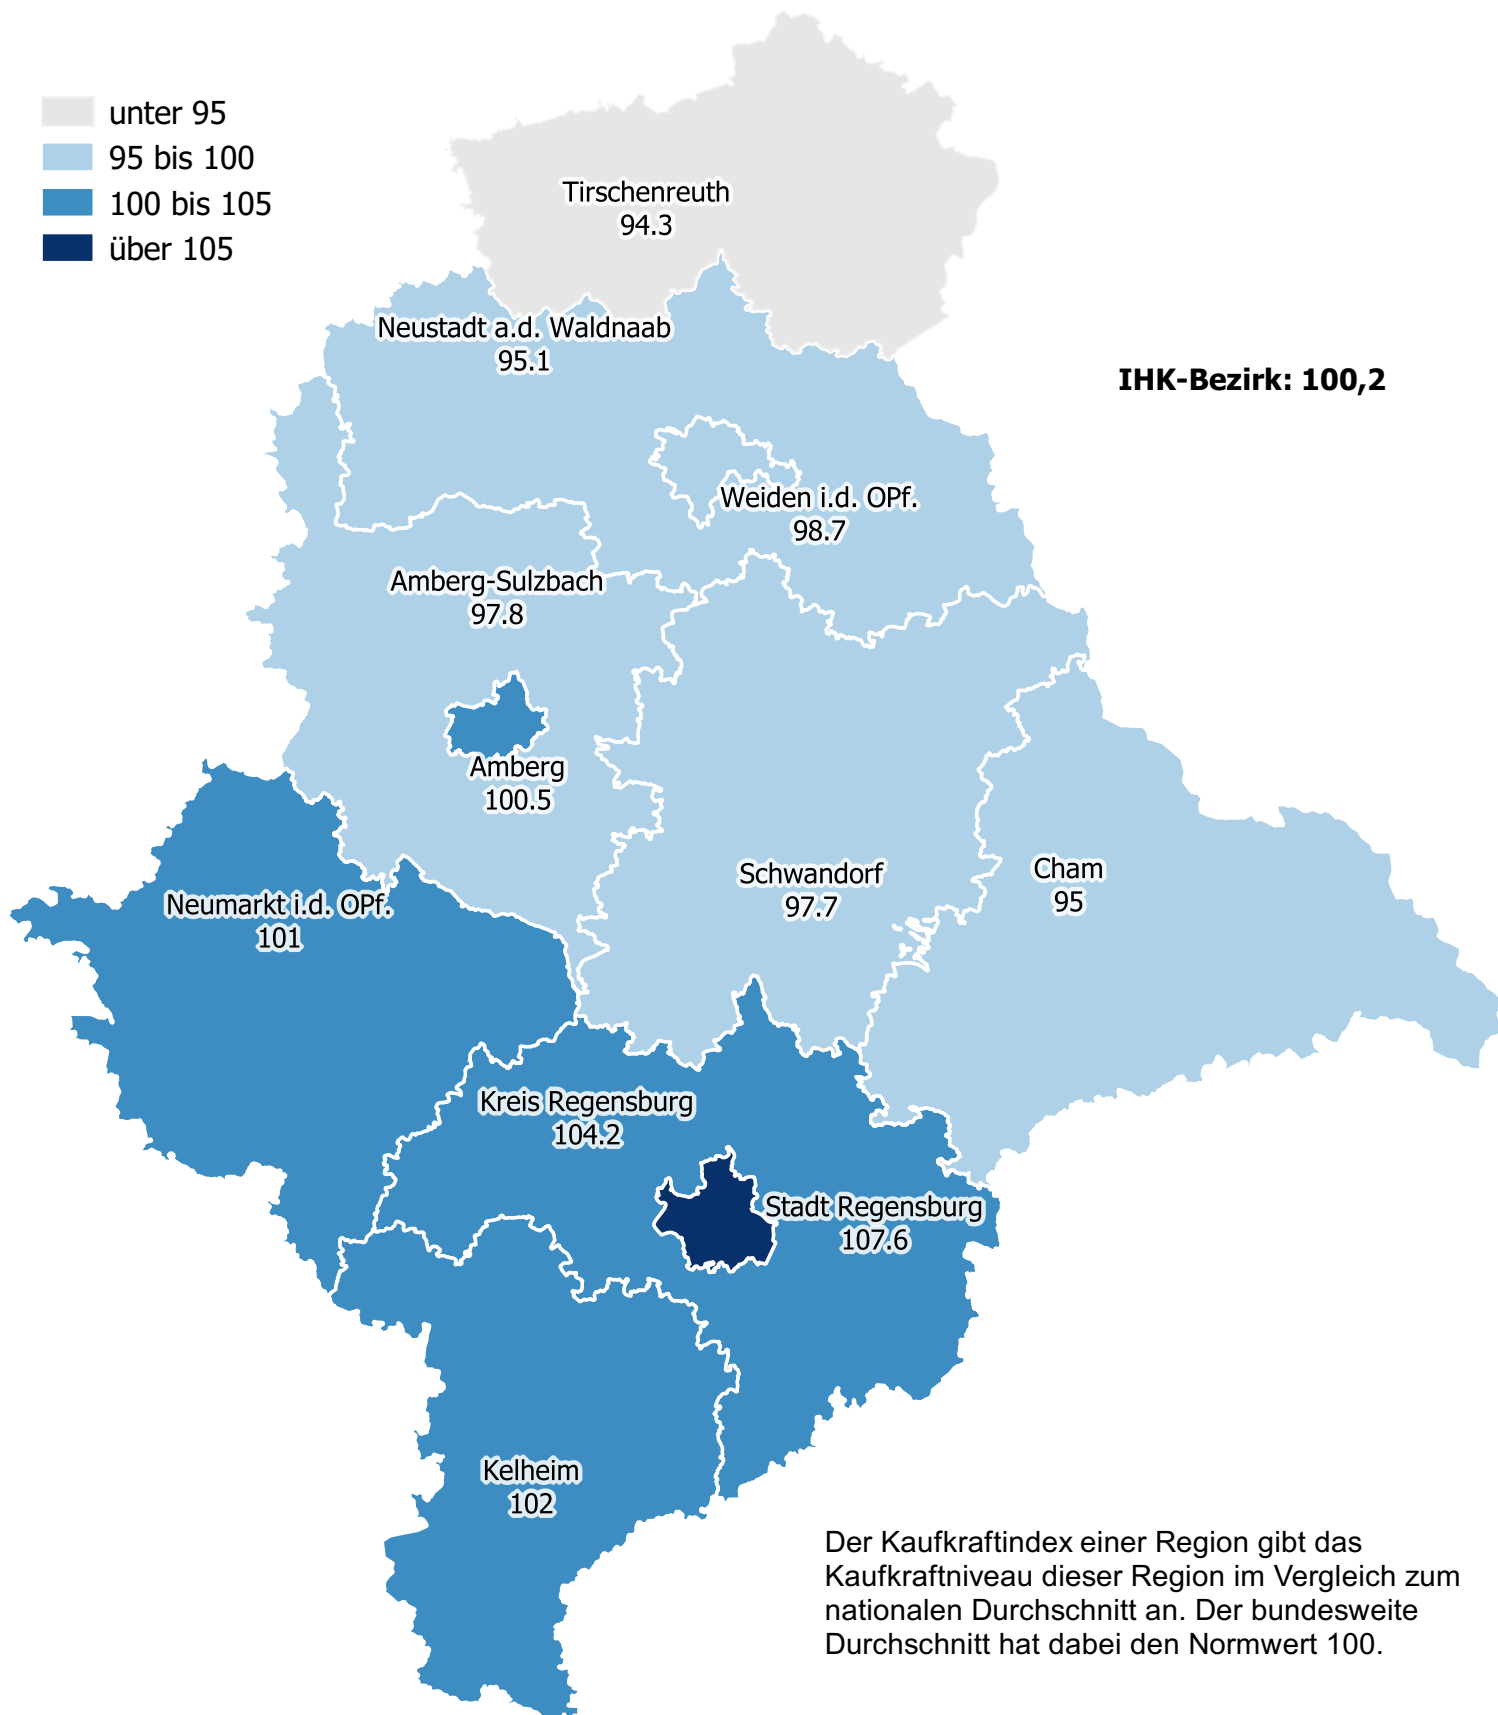 unter 95
95 bis 100
100 bis 105
über 105
Tirschenreuth
94.3
Neustadt a.d. Waldnaab
95.1
IHK-Bezirk: 100,2
Weiden i.d. OPf.
98.7
Amberg-Sulzbach
97.8
Amberg
100.5
Schwandorf
97.7
Cham
95
Neumarkt i.d. OPf.
101
Kreis Regensburg
104.2
Stadt Regensburg
107.6
Kelheim
102
Der Kaufkraftindex einer Region gibt das
Kaufkraftniveau dieser Region im Vergleich zum
nationalen Durchschnitt an. Der bundesweite
Durchschnitt hat dabei den Normwert 100.